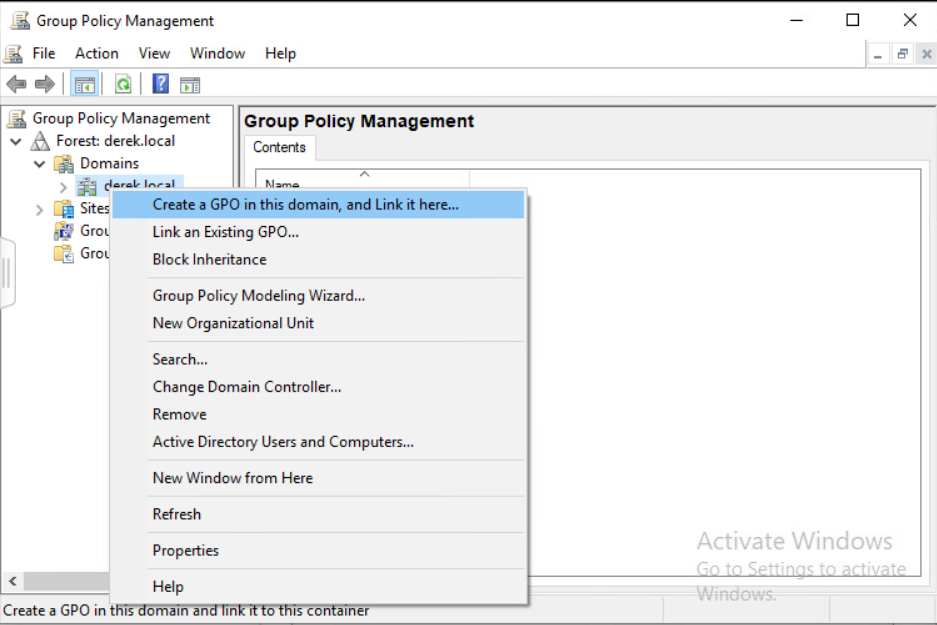 Group Policy Management
File Action View Window Help
Group Policy Management
Forest: derek.local
Domains
derek.local
Sites
Grou
Grou
Group Policy Management
Contents
Name
Create a GPO in this domain, and Link it here...
Link an Existing GPO...
Block Inheritance
Group Policy Modeling Wizard...
New Organizational Unit
Search...
Change Domain Controller...
Remove
Active Directory Users and Computers...
New Window from Here
Refresh
Properties
Help
Activate Windows
Go to Settings to activate
Windows.
Create a GPO in this domain and link it to this container